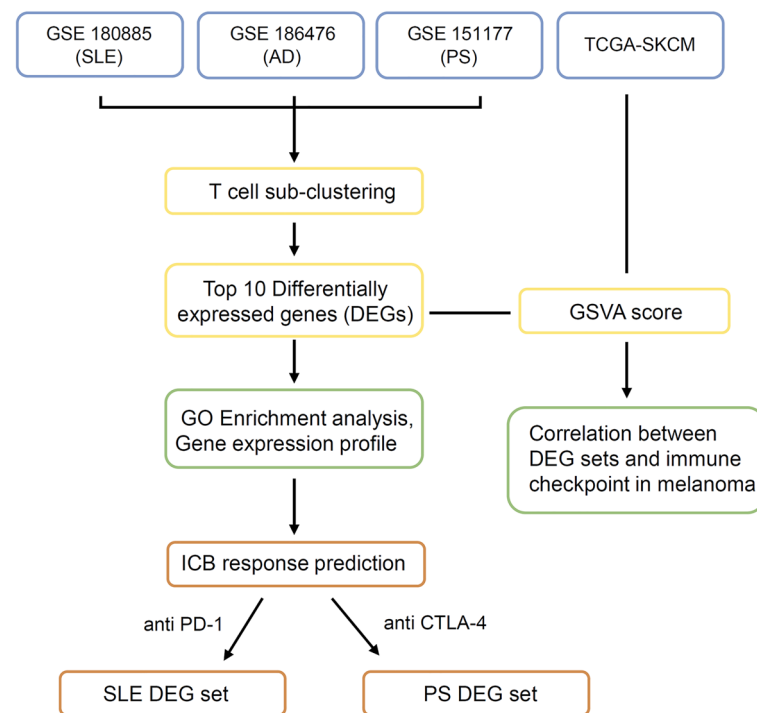 GSE 180885
(SLE)
GSE 186476
(AD)
GSE 151177
(PS)
TCGA-SKCM
T cell sub-clustering
Top 10 Differentially
expressed genes (DEGs)
GSVA score
GO Enrichment analysis,
Gene expression profile
Correlation between
DEG sets and immune
checkpoint in melanoma
ICB response prediction
anti PD-1
anti CTLA-4
SLE DEG set
PS DEG set